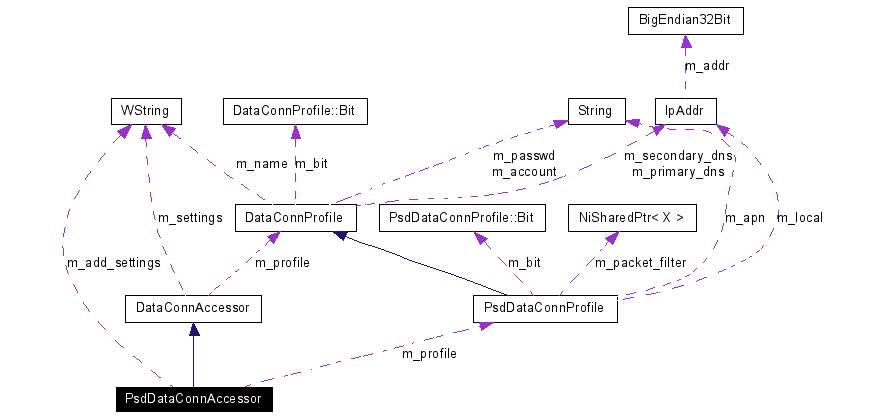 BigEndian32Bit
m_addr
WString
DataConnProfile::Bit
String
IpAddr
m_name
m_bit
m_passwd
m_account
m_secondary_dns
m_primary_dns
m_settings
DataConnProfile
PsdDataConnProfile::Bit
NiSharedPtr< X >
m_apn
m_local
m_add_settings
m_profile
m_bit
m_packet_filter
DataConnAccessor
PsdDataConnProfile
m_profile
PsdDataConnAccessor